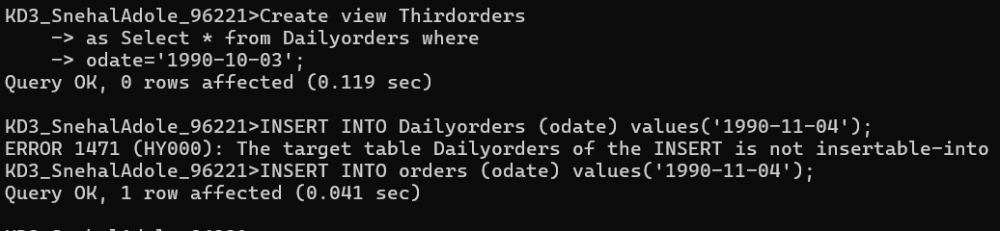 KD3_SnehalAdole_96221>Create view Thirdorders
    -> as Select * from Dailyorders where
    -> odate='1990-10-03';
Query OK, 0 rows affected (0.119 sec)

KD3_SnehalAdole_96221>INSERT INTO Dailyorders (odate) values('1990-11-04');
ERROR 1471 (HY000): The target table Dailyorders of the INSERT is not insertable-into
KD3_SnehalAdole_96221>INSERT INTO orders (odate) values('1990-11-04');
Query OK, 1 row affected (0.041 sec)